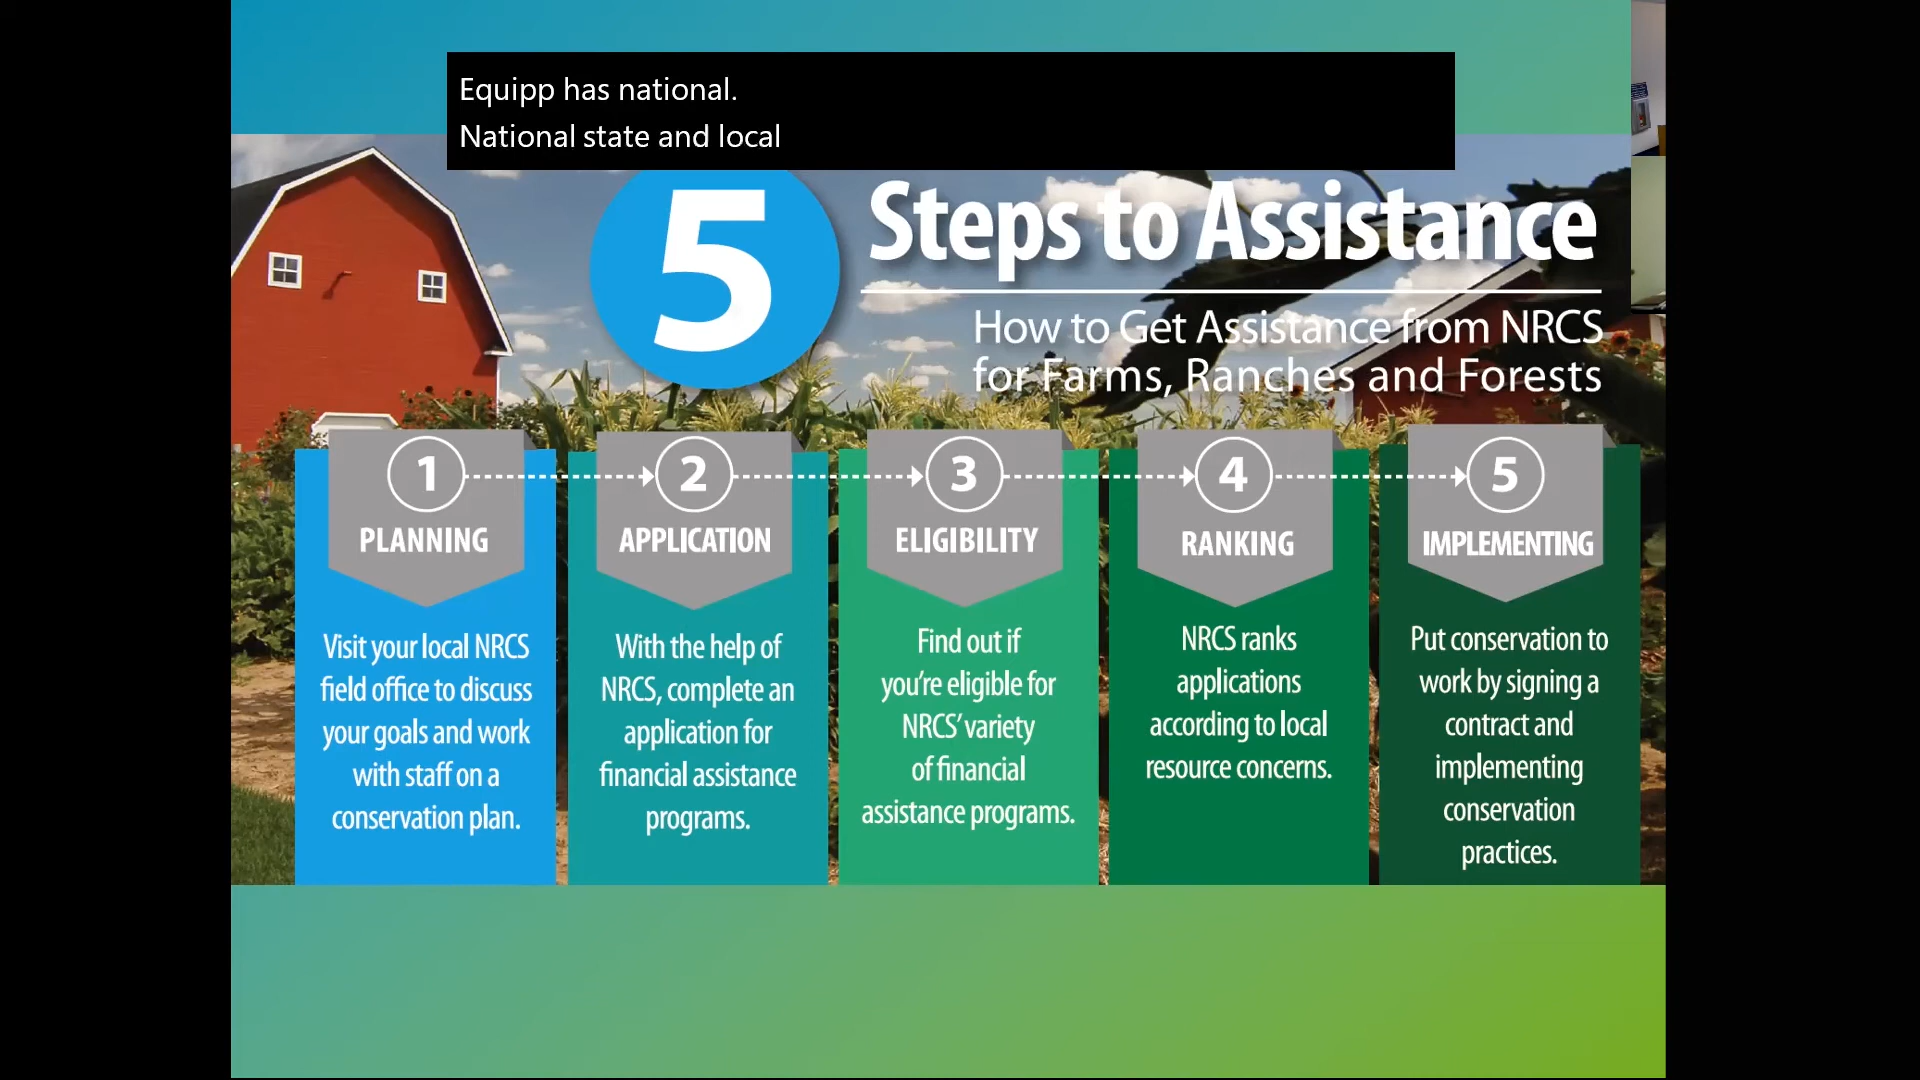 Equipp has national.
National state and local
5
Steps to Assistance
How to Get Assistance from NRCS
for Farms, Ranches and Forests
1
PLANNING
Visit your local NRCS
field office to discuss
your goals and work
with staff on a
conservation plan.
2
APPLICATION
With the help of
NRCS, complete an
application for
financial assistance
programs.
3
ELIGIBILITY
Find out if
you're eligible for
NRCS' variety
of financial
assistance programs.
4
RANKING
NRCS ranks
applications
according to local
resource concerns.
5
IMPLEMENTING
Put conservation to
work by signing a
contract and
implementing
conservation
practices.